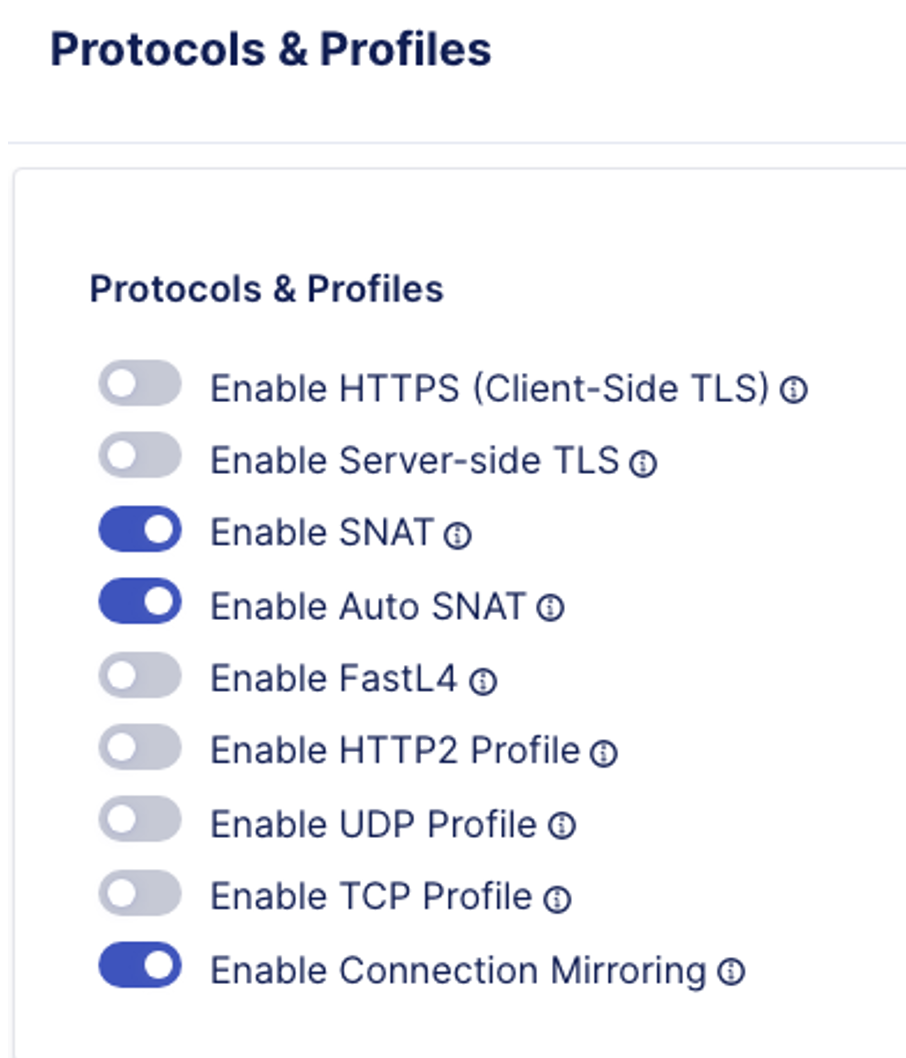 Protocols & Profiles
Protocols & Profiles
Enable HTTPS (Client-Side TLS)
Enable Server-side TLS
Enable SNAT
Enable Auto SNAT
Enable FastL4
Enable HTTP2 Profile
Enable UDP Profile
Enable TCP Profile
Enable Connection Mirroring